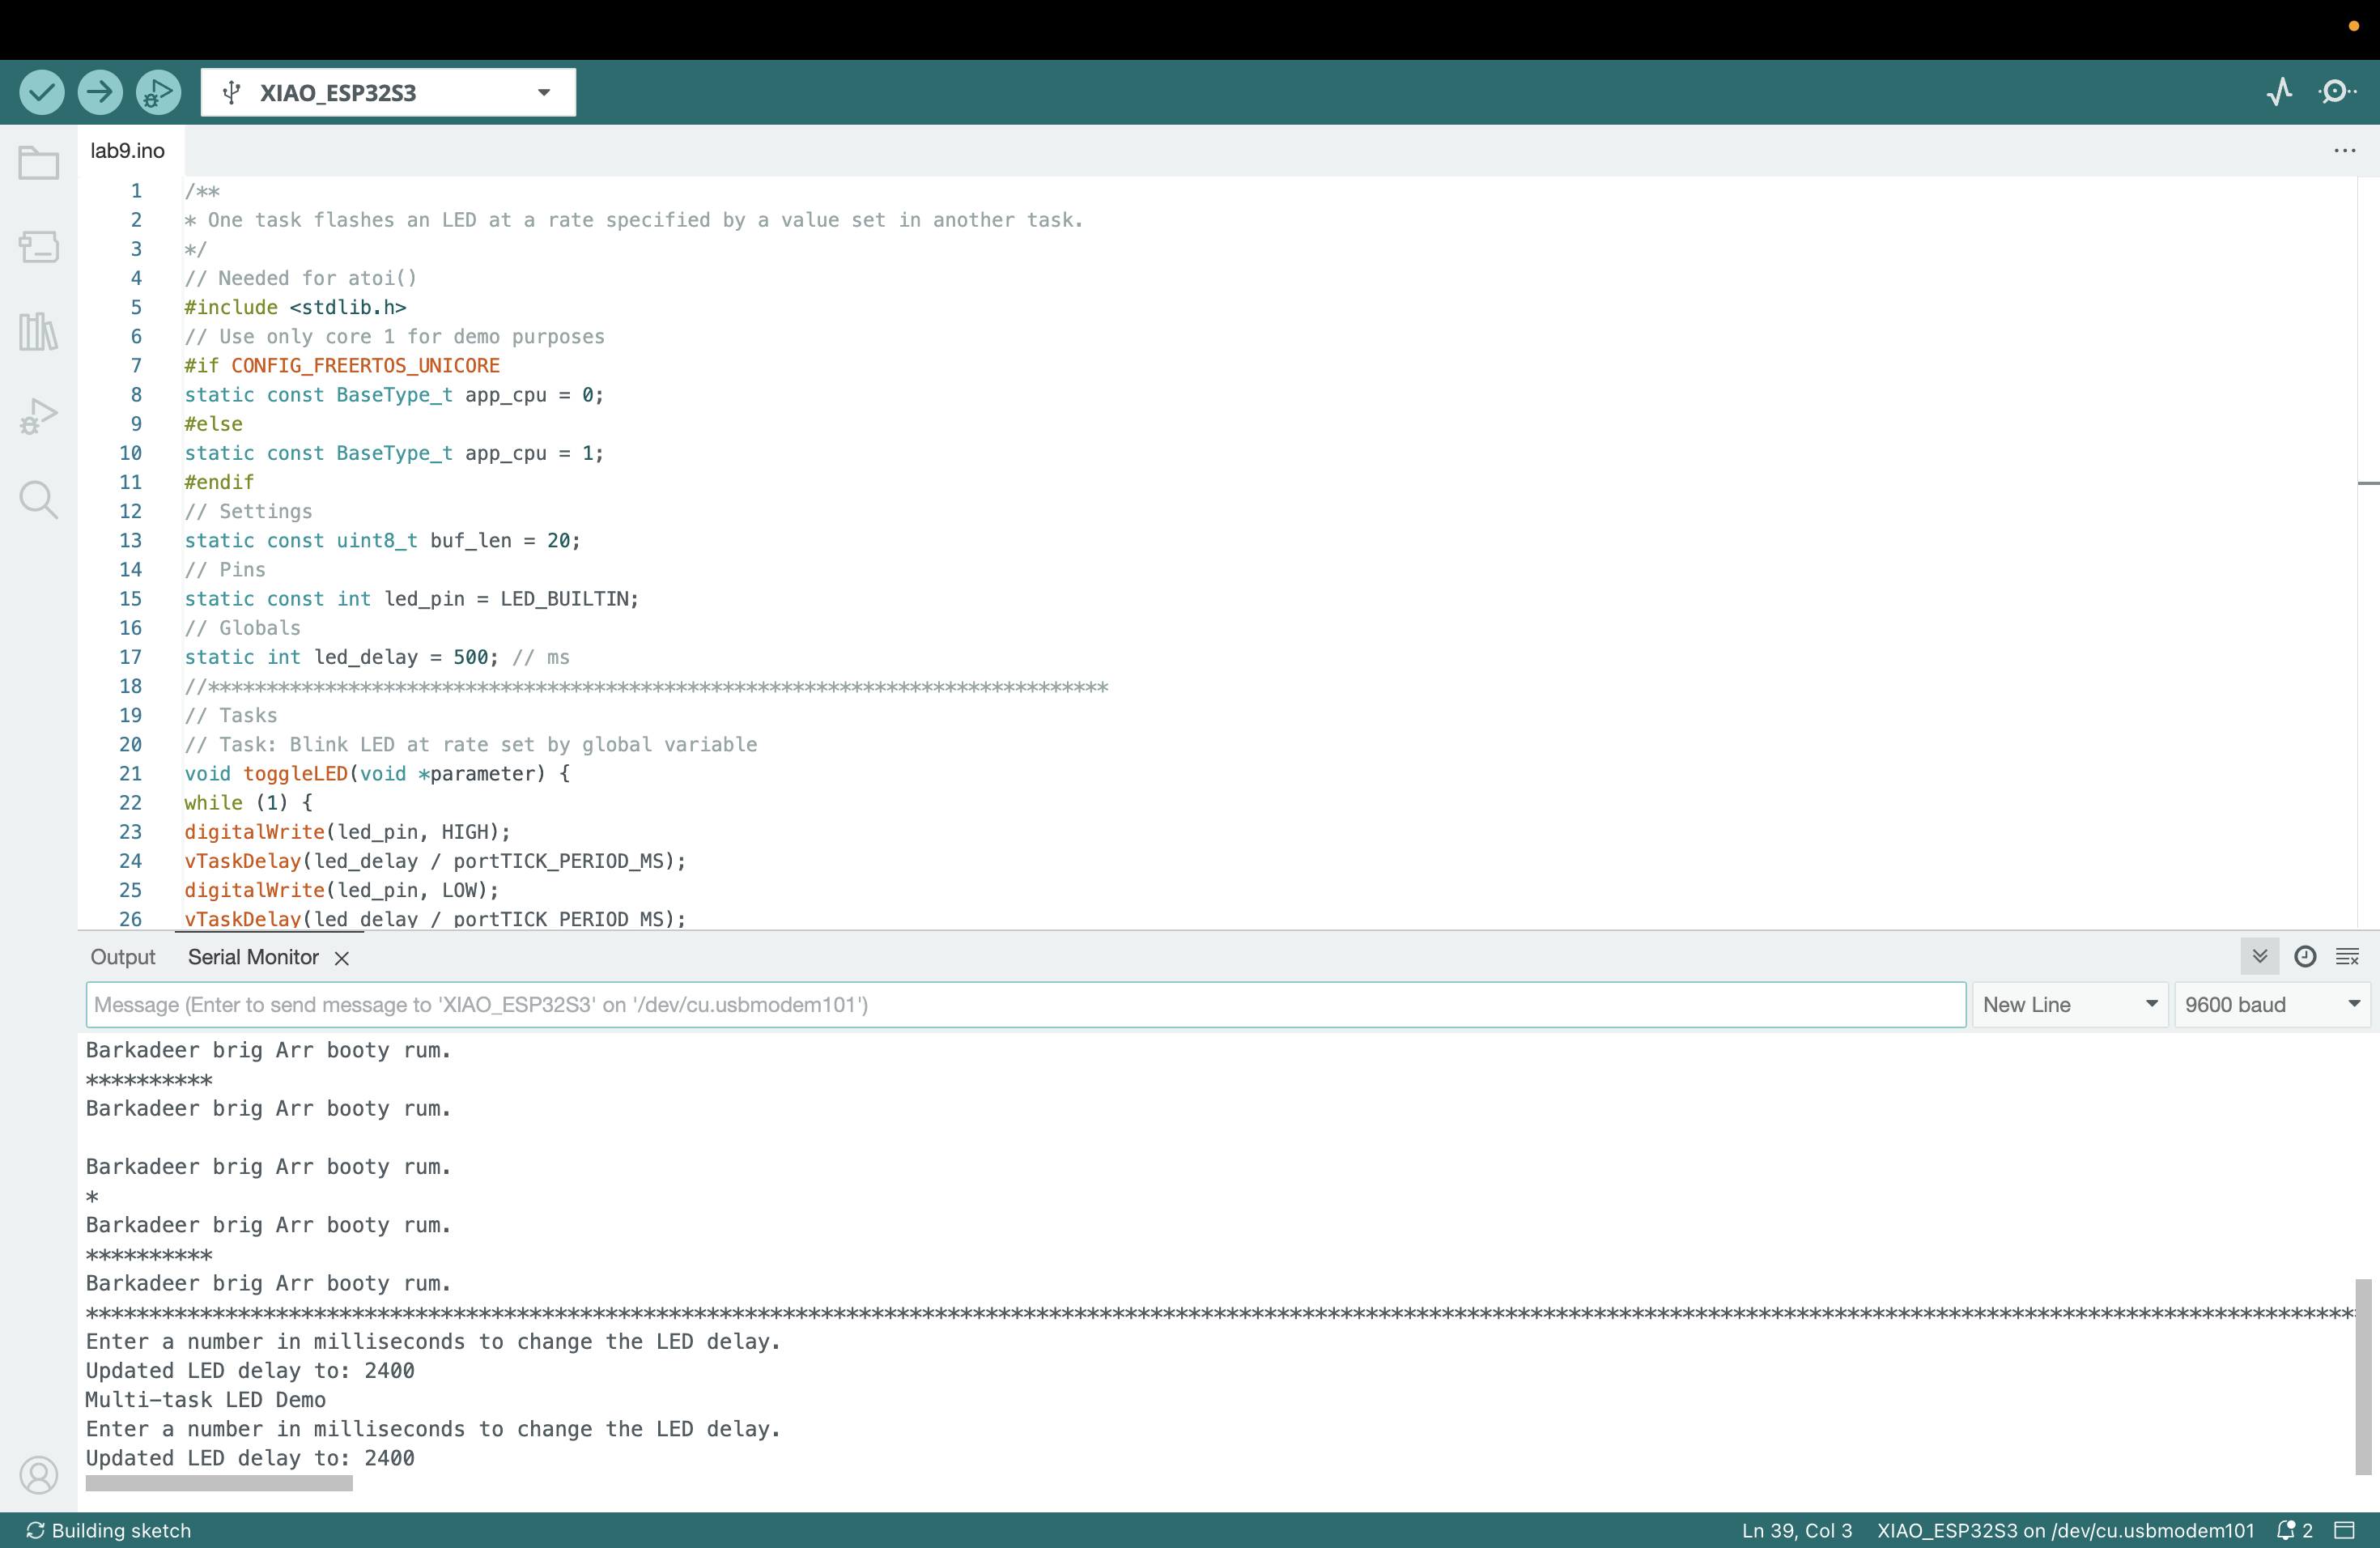 XIAO_ESP32S3
lab9.ino
1 /**
2 * One task flashes an LED at a rate specified by a value set in another task.
3 */
4 // Needed for atoi()
5 #include <stdlib.h>
6 // Use only core 1 for demo purposes
7 #if CONFIG_FREERTOS_UNICORE
8 static const BaseType_t app_cpu = 0;
9 #else
10 static const BaseType_t app_cpu = 1;
11 #endif
12 // Settings
13 static const uint8_t buf_len = 20;
14 // Pins
15 static const int led_pin = LED_BUILTIN;
16 // Globals
17 static int led_delay = 500; // ms
18 //*****************************************************************************
19 // Tasks
20 // Task: Blink LED at rate set by global variable
21 void toggleLED(void *parameter) {
22 while (1) {
23 digitalWrite(led_pin, HIGH);
24 vTaskDelay(led_delay / portTICK_PERIOD_MS);
25 digitalWrite(led_pin, LOW);
26 vTaskDelay(led_delay / portTICK_PERIOD_MS);
Output Serial Monitor
Message (Enter to send message to 'XIAO_ESP32S3' on '/dev/cu.usbmodem101') New Line 9600 baud
Barkadeer brig Arr booty rum.
**********
Barkadeer brig Arr booty rum.
Barkadeer brig Arr booty rum.
*
Barkadeer brig Arr booty rum.
**********
Barkadeer brig Arr booty rum.
***********************************************************************************************************************************************************************************
Enter a number in milliseconds to change the LED delay.
Updated LED delay to: 2400
Multi-task LED Demo
Enter a number in milliseconds to change the LED delay.
Updated LED delay to: 2400
Building sketch Ln 39, Col 3 XIAO_ESP32S3 on /dev/cu.usbmodem101 2